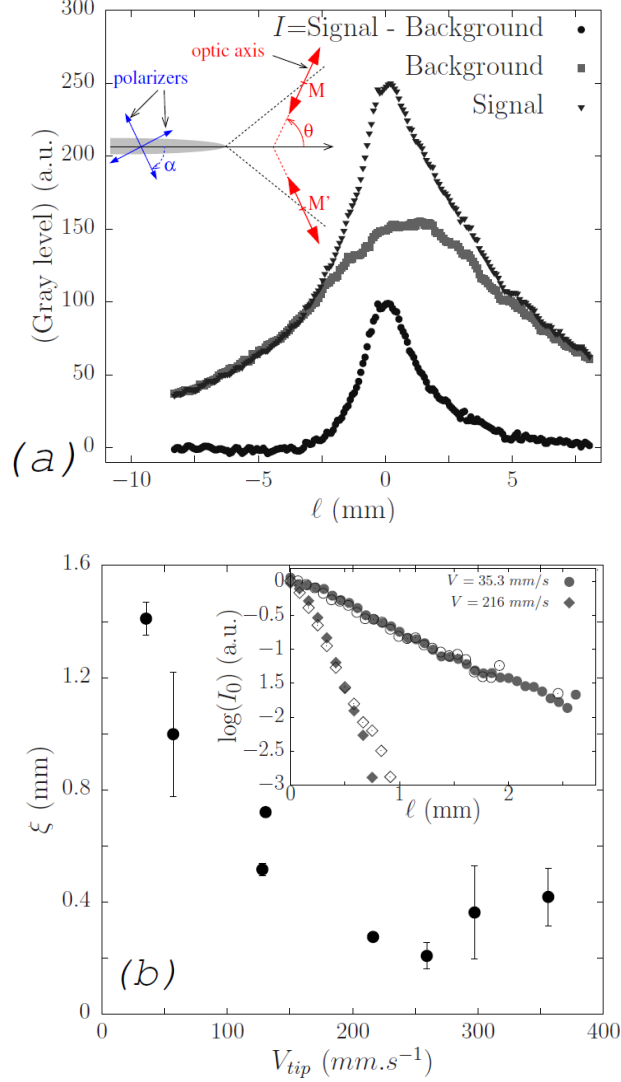 I=Signal - Background
Background
Signal
optic axis
polarizers
M
θ
α
M'
300
250
200
150
100
50
0
(Gray level) (a.u.)
−10 −5 0 5
ℓ (mm)
(a)
1.6
1.2
0.8
0.4
0
ξ (mm)
V = 35.3 mm/s
V = 216 mm/s
0
−0.5
−1
−1.5
−2
−2.5
−3
log(I₀) (a.u.)
0 1 2
ℓ (mm)
(b)
0 100 200 300 400
V_tip (mm.s⁻¹)